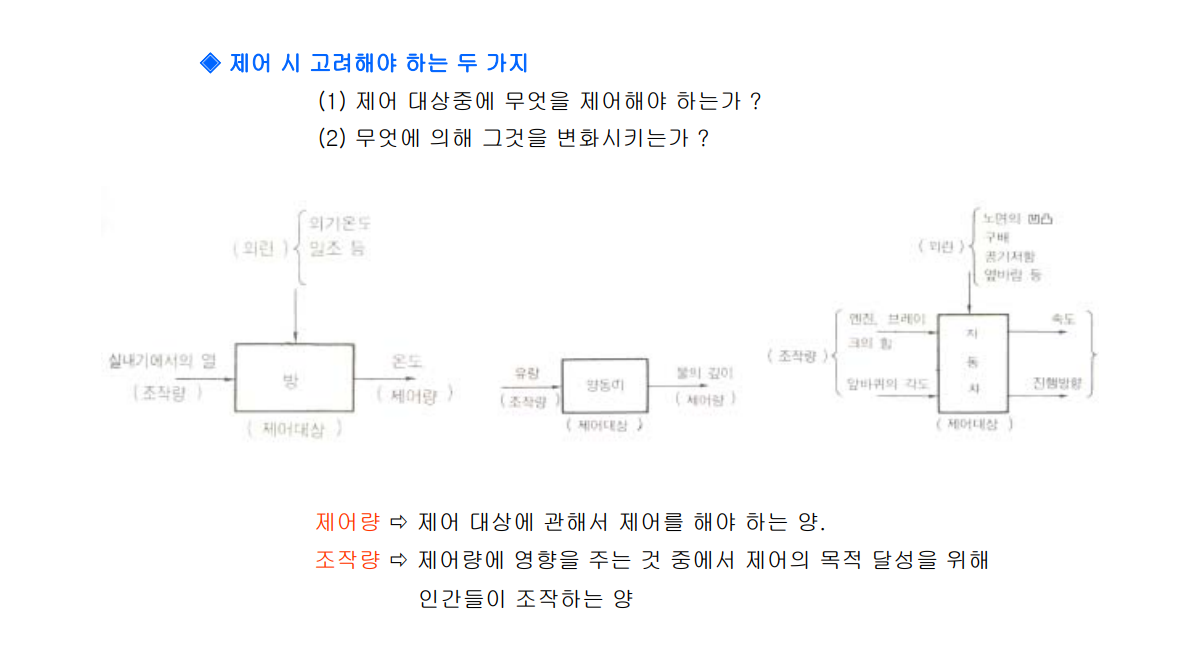 ◈ 제어 시 고려해야 하는 두 가지
(1) 제어 대상중에 무엇을 제어해야 하는가 ?
(2) 무엇에 의해 그것을 변화시키는가 ?
(외란)
외기온도
일조 등
실내기에서의 열
(조작량)
방
온도
(제어량)
(제어대상)
유량
(조작량)
양동이
물의 깊이
(제어량)
(제어대상)
(외란)
노면의 凹凸
구배
공기저항
옆바람 등
(조작량)
엔진, 브레이
크의 힘
앞바퀴의 각도
자
동
차
속도
진행방향
(제어대상)
제어량 ⇨ 제어 대상에 관해서 제어를 해야 하는 양.
조작량 ⇨ 제어량에 영향을 주는 것 중에서 제어의 목적 달성을 위해
인간들이 조작하는 양